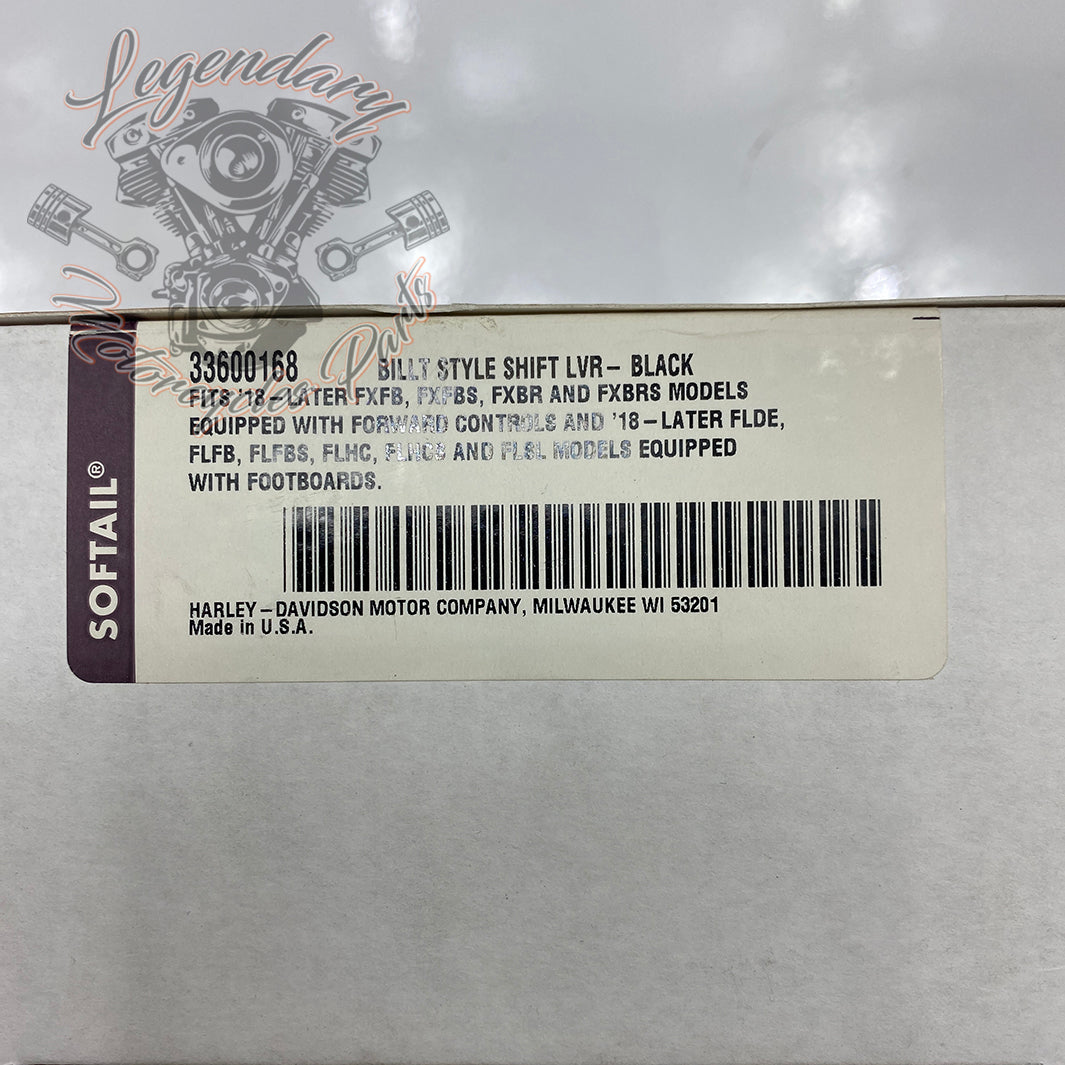 Legendary
Motorcycles Parts
33600168 BILLT STYLE SHIFT LVR- BLACK
FITS '18-LATER FXFB, FXFBS, FXBR AND FXBRS MODELS
EQUIPPED WITH FORWARD CONTROLS AND '18-LATER FLDE,
FLFB, FLFBS, FLHC, FLHCS AND FLSL MODELS EQUIPPED
WITH FOOTBOARDS.
HARLEY-DAVIDSON MOTOR COMPANY, MILWAUKEE WI 53201
Made in U.S.A.
SOFTAIL®